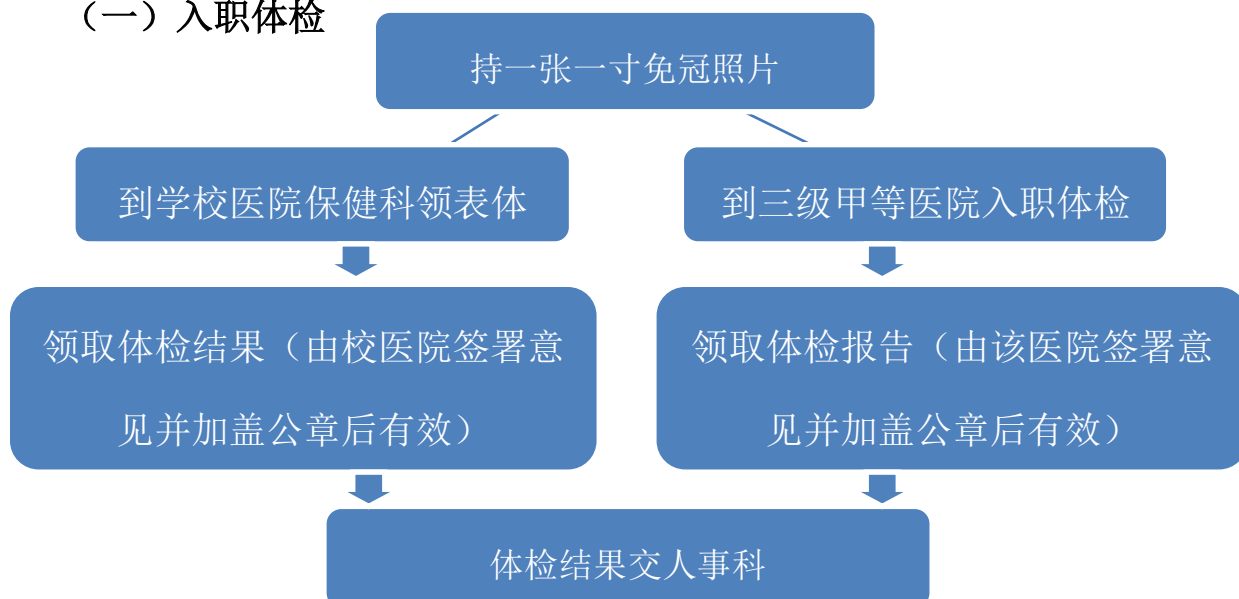 （一）入职体检
持一张一寸免冠照片
到学校医院保健科领表体
到三级甲等医院入职体检
领取体检结果（由校医院签署意
见并加盖公章后有效）
领取体检报告（由该医院签署意
见并加盖公章后有效）
体检结果交人事科